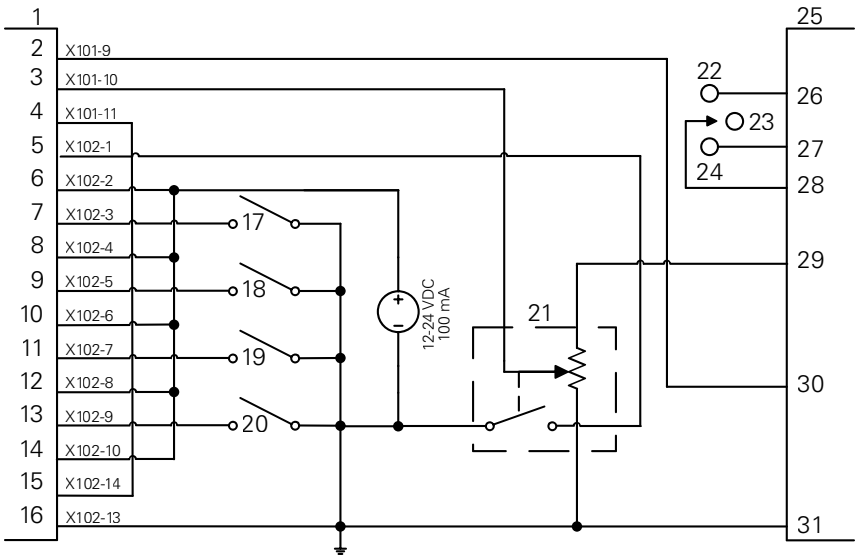 1
2 X101-9
3 X101-10
4 X101-11
5 X102-1
6 X102-2
7 X102-3
8 X102-4
9 X102-5
10 X102-6
11 X102-7
12 X102-8
13 X102-9
14 X102-10
15 X102-14
16 X102-13
17
18
19
20
12-24 VDC
100 mA
+
−
21
22
23
24
25
26
27
28
29
30
31